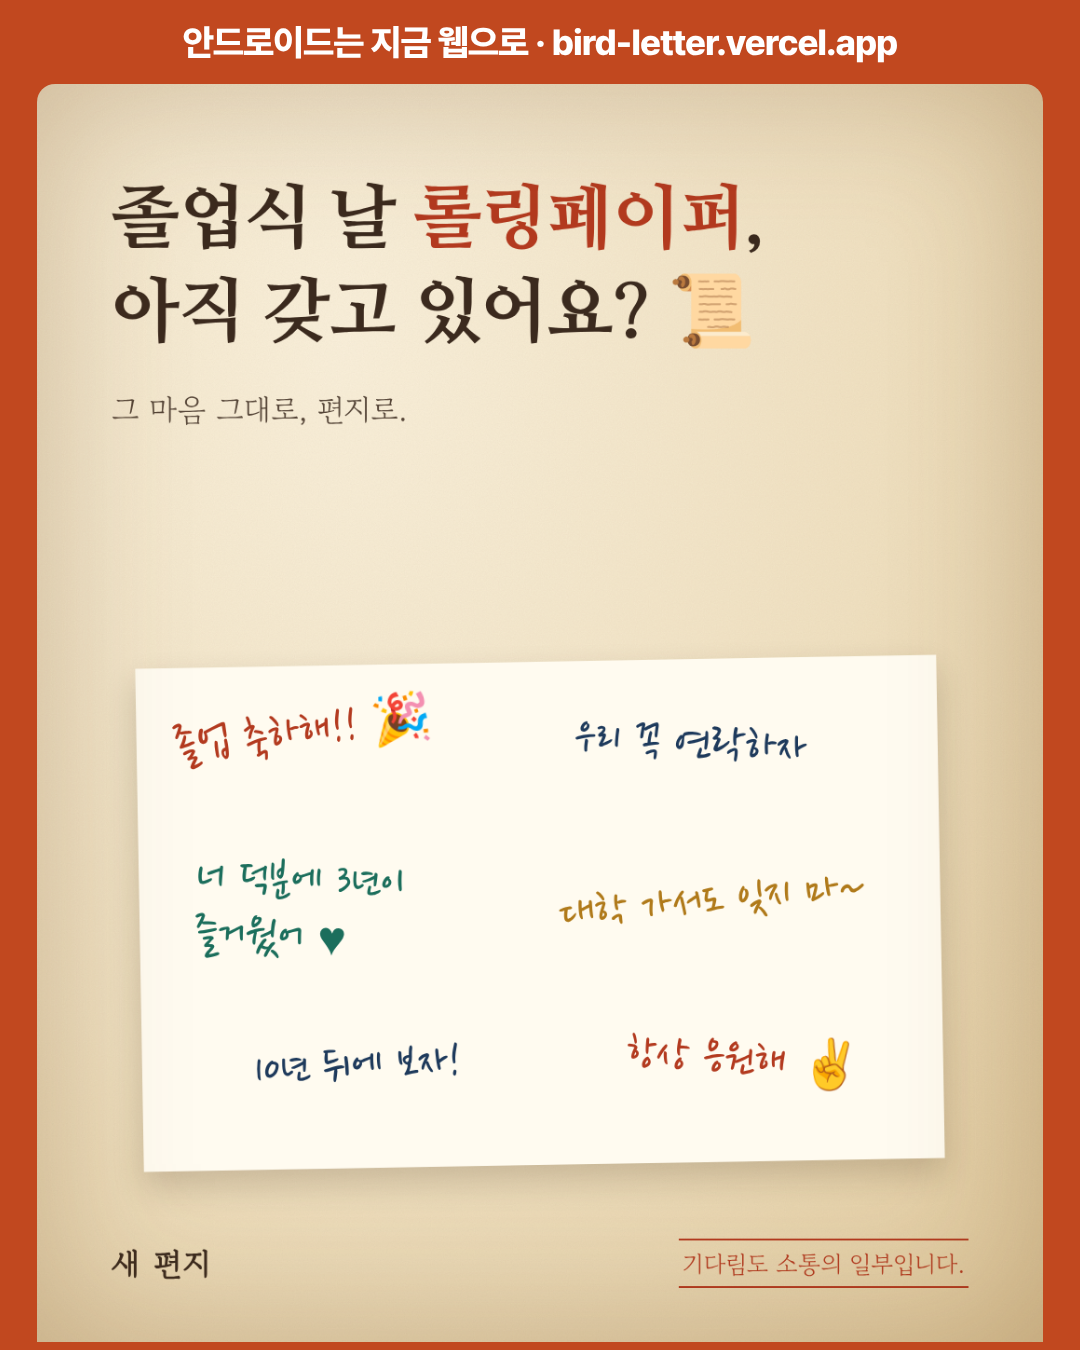 안드로이드는 지금 웹으로 · bird-letter.vercel.app
졸업식 날 롤링페이퍼,
아직 갖고 있어요? 📜
그 마음 그대로, 편지로.
졸업 축하해!! 🎉
우리 꼭 연락하자
너 덕분에 3년이
즐거웠어 ♥
대학 가서도 잊지 마~
10년 뒤에 보자!
항상 응원해 ✌️
새 편지
기다림도 소통의 일부입니다.